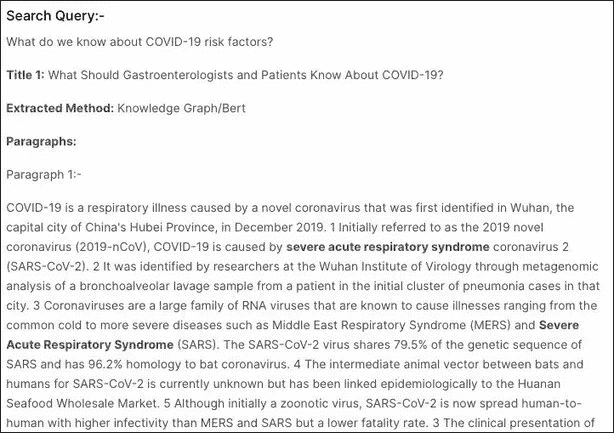 Search Query:-
What do we know about COVID-19 risk factors?
Title 1: What Should Gastroenterologists and Patients Know About COVID-19?
Extracted Method: Knowledge Graph/Bert
Paragraphs:
Paragraph 1:-
COVID-19 is a respiratory illness caused by a novel coronavirus that was first identified in Wuhan, the
capital city of China's Hubei Province, in December 2019. 1 Initially referred to as the 2019 novel
coronavirus (2019-nCoV), COVID-19 is caused by severe acute respiratory syndrome coronavirus 2
(SARS-CoV-2). 2 It was identified by researchers at the Wuhan Institute of Virology through metagenomic
analysis of a bronchoalveolar lavage sample from a patient in the initial cluster of pneumonia cases in that
city. 3 Coronaviruses are a large family of RNA viruses that are known to cause illnesses ranging from the
common cold to more severe diseases such as Middle East Respiratory Syndrome (MERS) and Severe
Acute Respiratory Syndrome (SARS). The SARS-CoV-2 virus shares 79.5% of the genetic sequence of
SARS and has 96.2% homology to bat coronavirus. 4 The intermediate animal vector between bats and
humans for SARS-CoV-2 is currently unknown but has been linked epidemiologically to the Huanan
Seafood Wholesale Market. 5 Although initially a zoonotic virus, SARS-CoV-2 is now spread human-to-
human with higher infectivity than MERS and SARS but a lower fatality rate. 3 The clinical presentation of